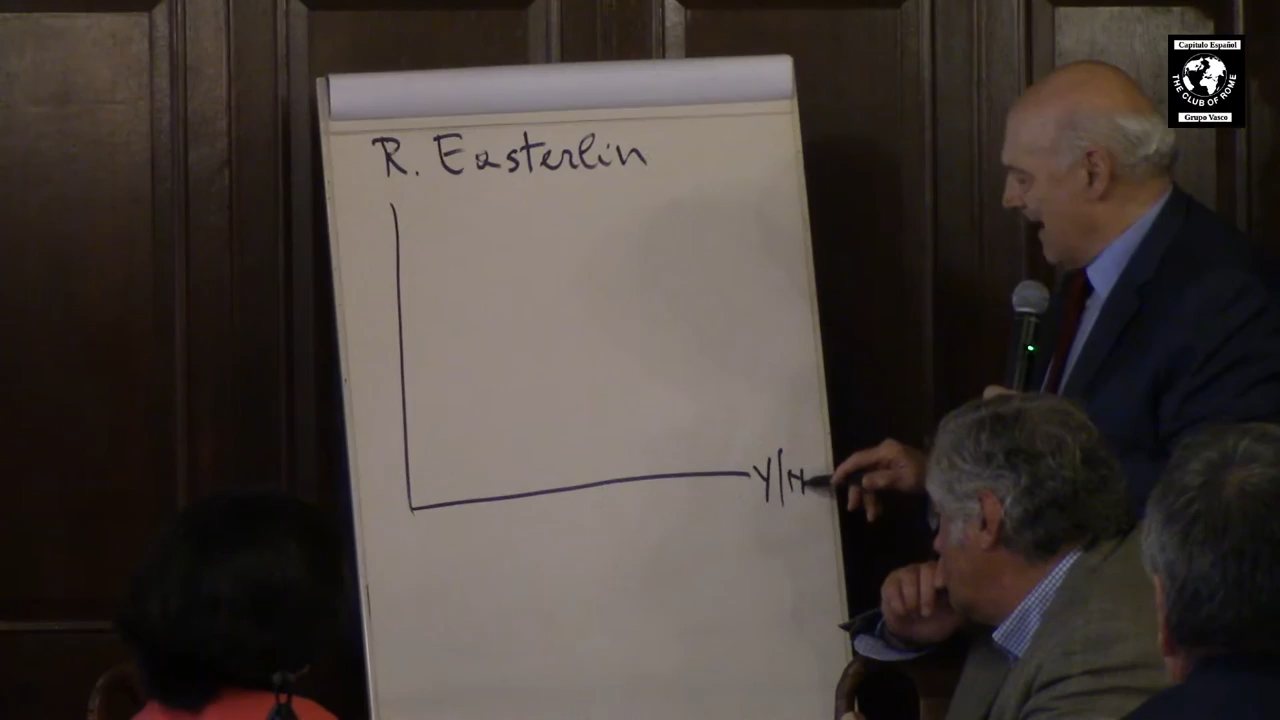 Capítulo Español
THE CLUB OF ROME
Grupo Vasco
R. Easterlin
Y/N